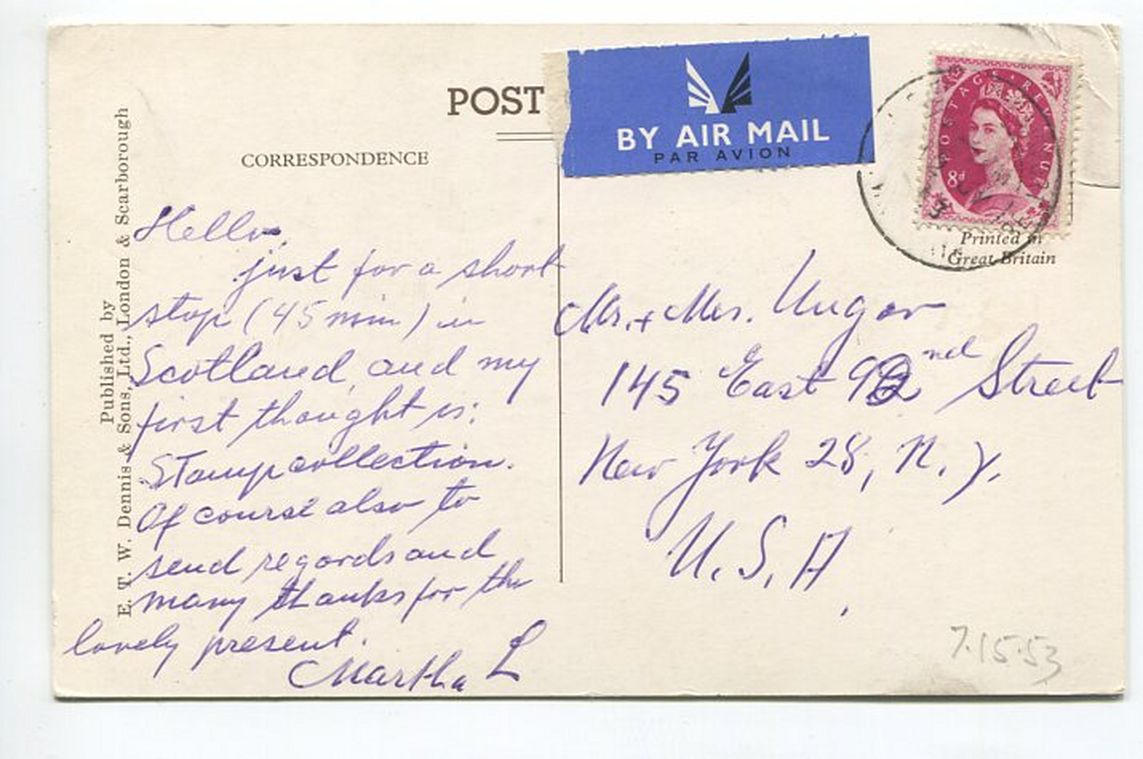 POST
CORRESPONDENCE
BY AIR MAIL
PAR AVION
POSTAGE REVENUE
8d
Printed in
Great Britain
Published by
E. T. W. Dennis & Sons, Ltd., London & Scarborough
Hello,
just for a short
stop (45 min) in
Scotland, and my
first thought is:
Stampcollection.
Of course also to
send regards and
many thanks for the
lovely present.
Martha L
Mr. + Mrs. Ungar
145 East 92nd Street
New York 28, N. Y.
U. S. A.
7.15.53